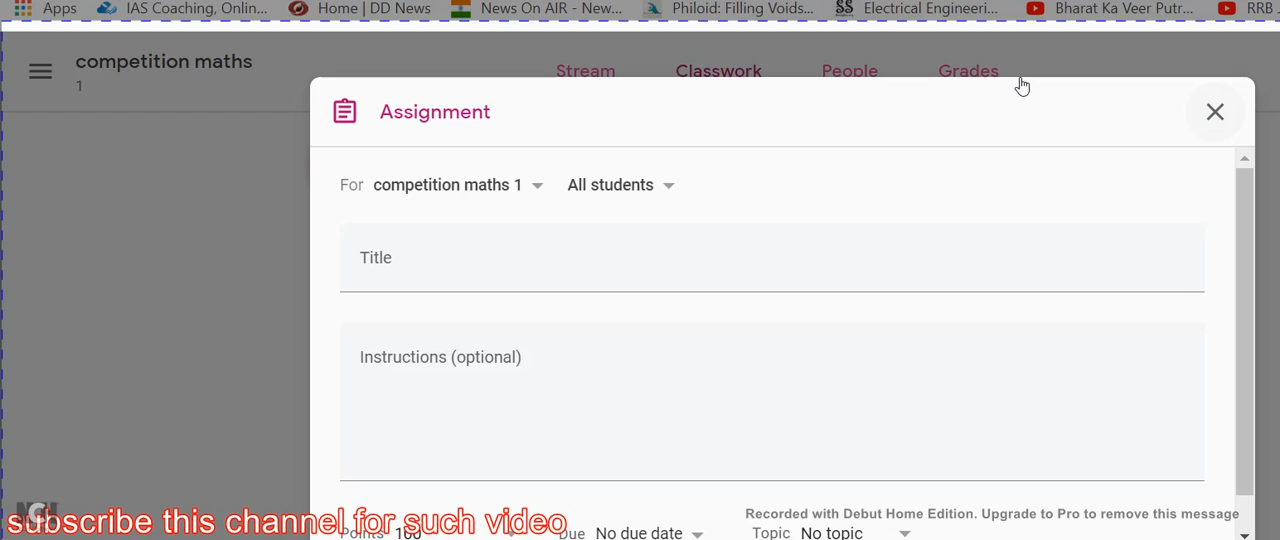 Apps IAS Coaching, Onlin... Home | DD News News On AIR - New... Philoid: Filling Voids... Electrical Engineeri... Bharat Ka Veer Putr... RRB
competition maths
1
Stream Classwork People Grades
Assignment
For competition maths 1 All students
Title
Instructions (optional)
Recorded with Debut Home Edition. Upgrade to Pro to remove this message
subscribe this channel for such video
Points 100 Due No due date Topic No topic